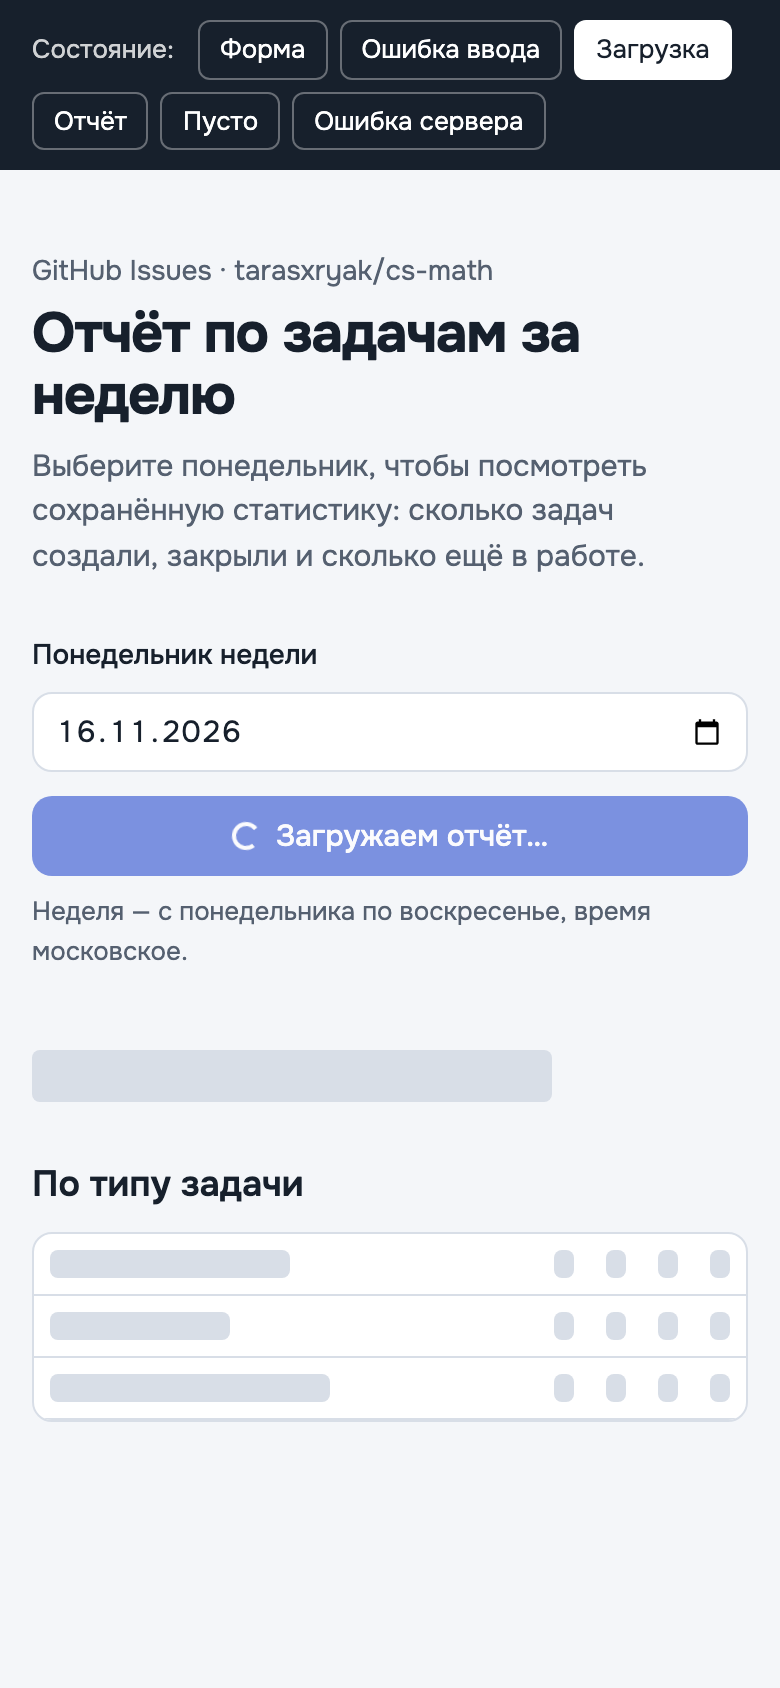 Состояние: Форма Ошибка ввода Загрузка
Отчёт Пусто Ошибка сервера
GitHub Issues · tarasxryak/cs-math
Отчёт по задачам за
неделю
Выберите понедельник, чтобы посмотреть
сохранённую статистику: сколько задач
создали, закрыли и сколько ещё в работе.
Понедельник недели
16.11.2026
Загружаем отчёт…
Неделя — с понедельника по воскресенье, время
московское.
По типу задачи